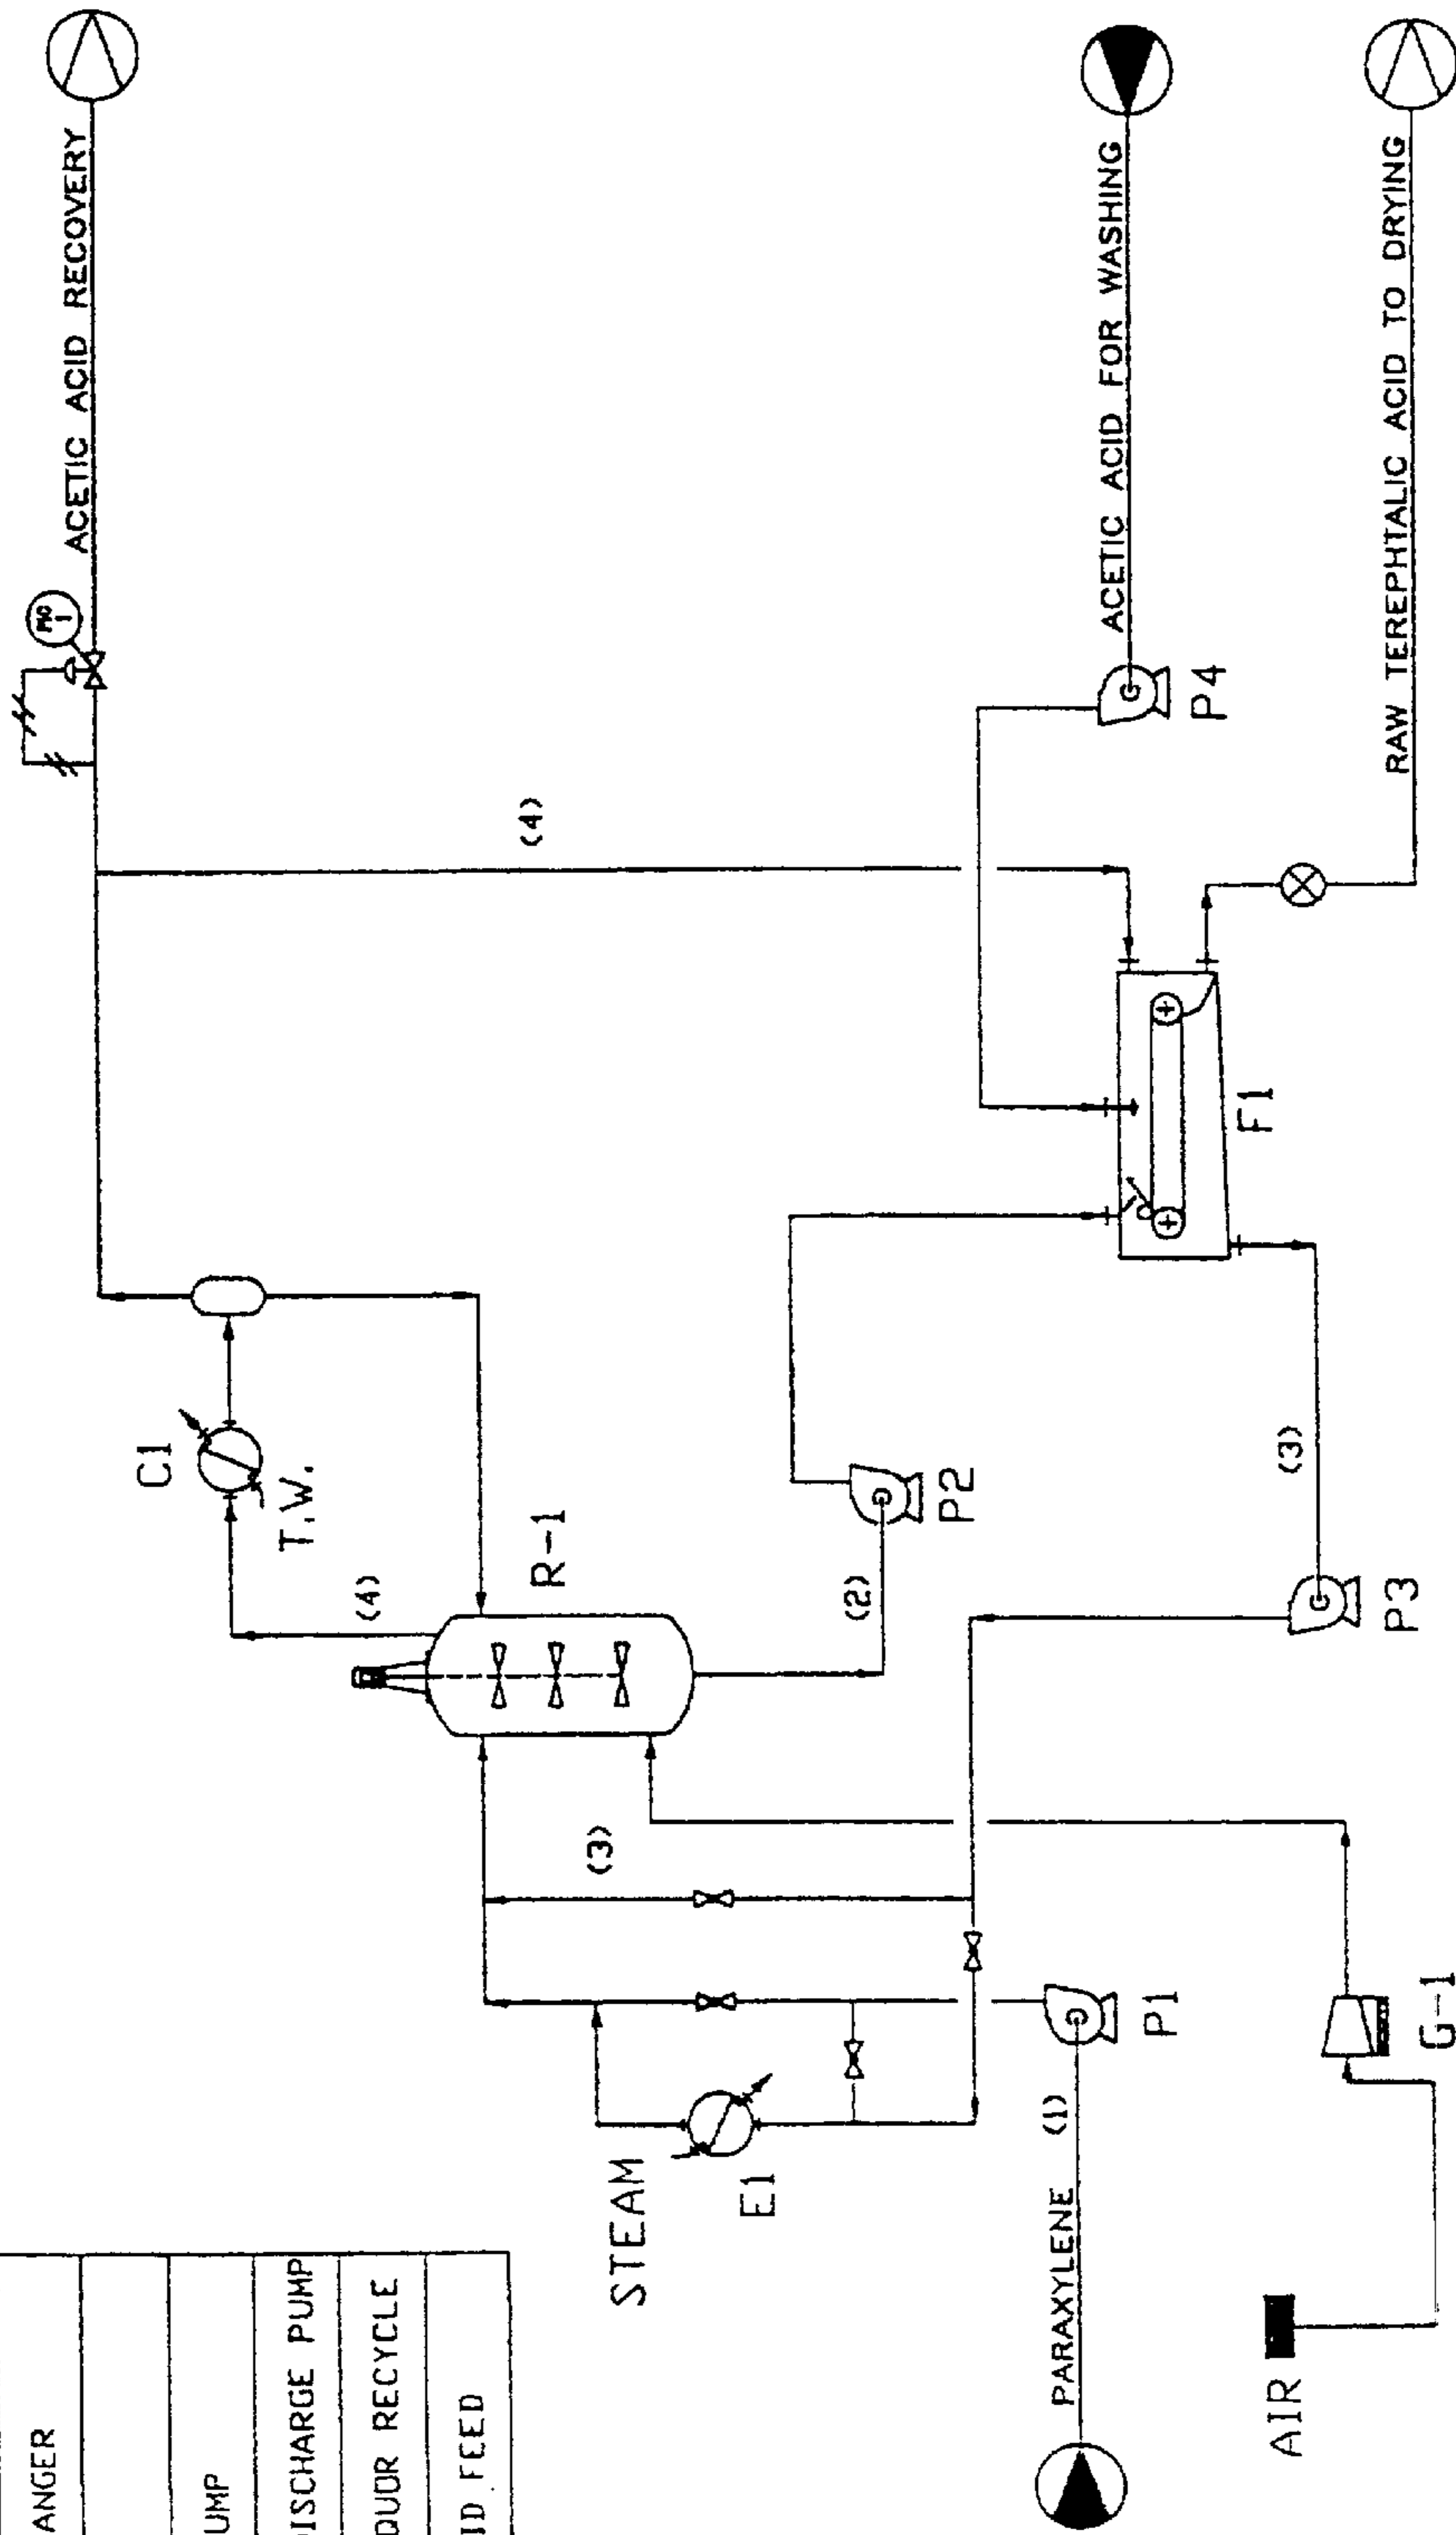 ACETIC ACID RECOVERY
ACETIC ACID FOR WASHING
RAW TEREPHTALIC ACID TO DRYING
(4)
P4
C1
T.W.
(4)
R-1
(2)
P2
F1
(3)
P3
(3)
STEAM
E1
P1
PARAXYLENE (1)
AIR
G-1
ANGER
UMP
DISCHARGE PUMP
QUOR RECYCLE
ID FEED